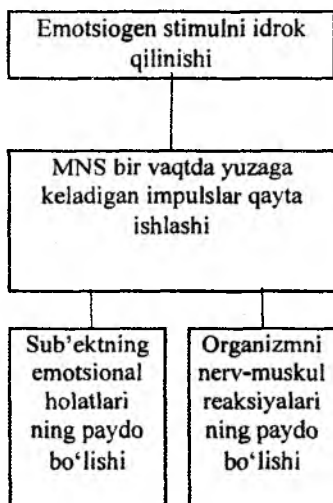 Emotsiogen stimulni idrok
qilinishi
MNS bir vaqtda yuzaga
keladigan impulslar qayta
ishlashi
Sub'ektning
emotsional
holatlari
ning paydo
bo‘lishi
Organizmni
nerv-muskul
reaksiyalari
ning paydo
bo‘lishi